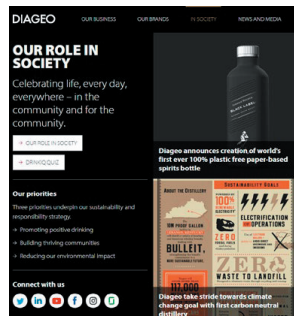 DIAGEO
OUR BUSINESS
OUR BRANDS
IN SOCIETY
NEWS AND MEDIA
OUR ROLE IN
SOCIETY
Celebrating life, every day,
everywhere – in the
community and for the
community.
OUR ROLE IN SOCIETY
DRINKiQ QUIZ
Our priorities
Three priorities underpin our sustainability and
responsibility strategy.
Promoting positive drinking
Building thriving communities
Reducing our environmental impact
Connect with us
BLACK LABEL
Diageo announces creation of world's
first ever 100% plastic free paper-based
spirits bottle
ABOUT THE DISTILLERY
BULLEIT.
SUSTAINABILITY GOALS
100%
ELECTRIFICATION
OPERATIONS
ZERO
WASTE TO LANDFILL
Diageo take stride towards climate
change goal with first carbon neutral
distillery